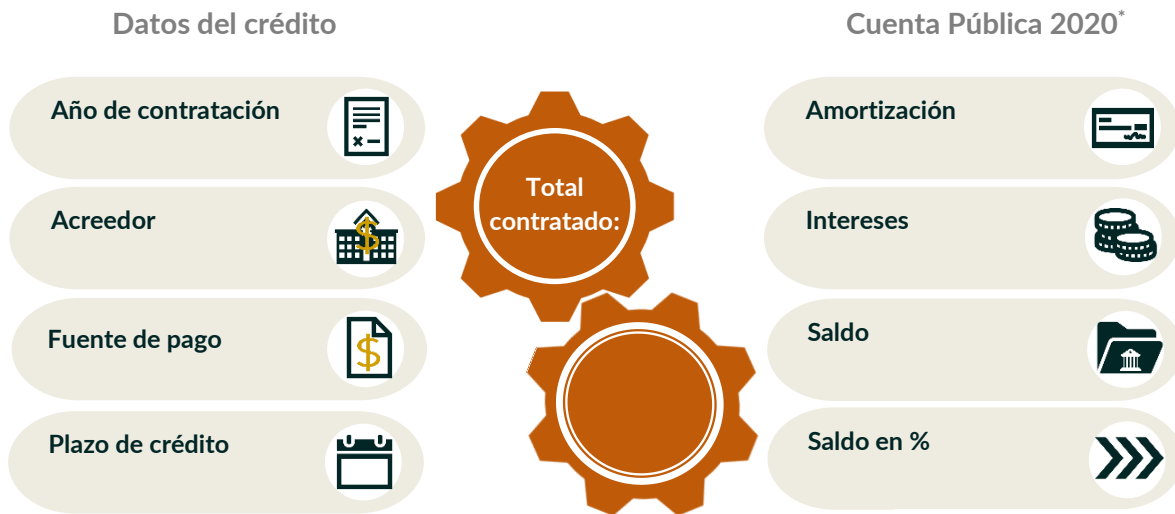 Datos del crédito
Cuenta Pública 2020*
Año de contratación
Acreedor
Fuente de pago
Plazo de crédito
Total
contratado:
Amortización
Intereses
Saldo
Saldo en %